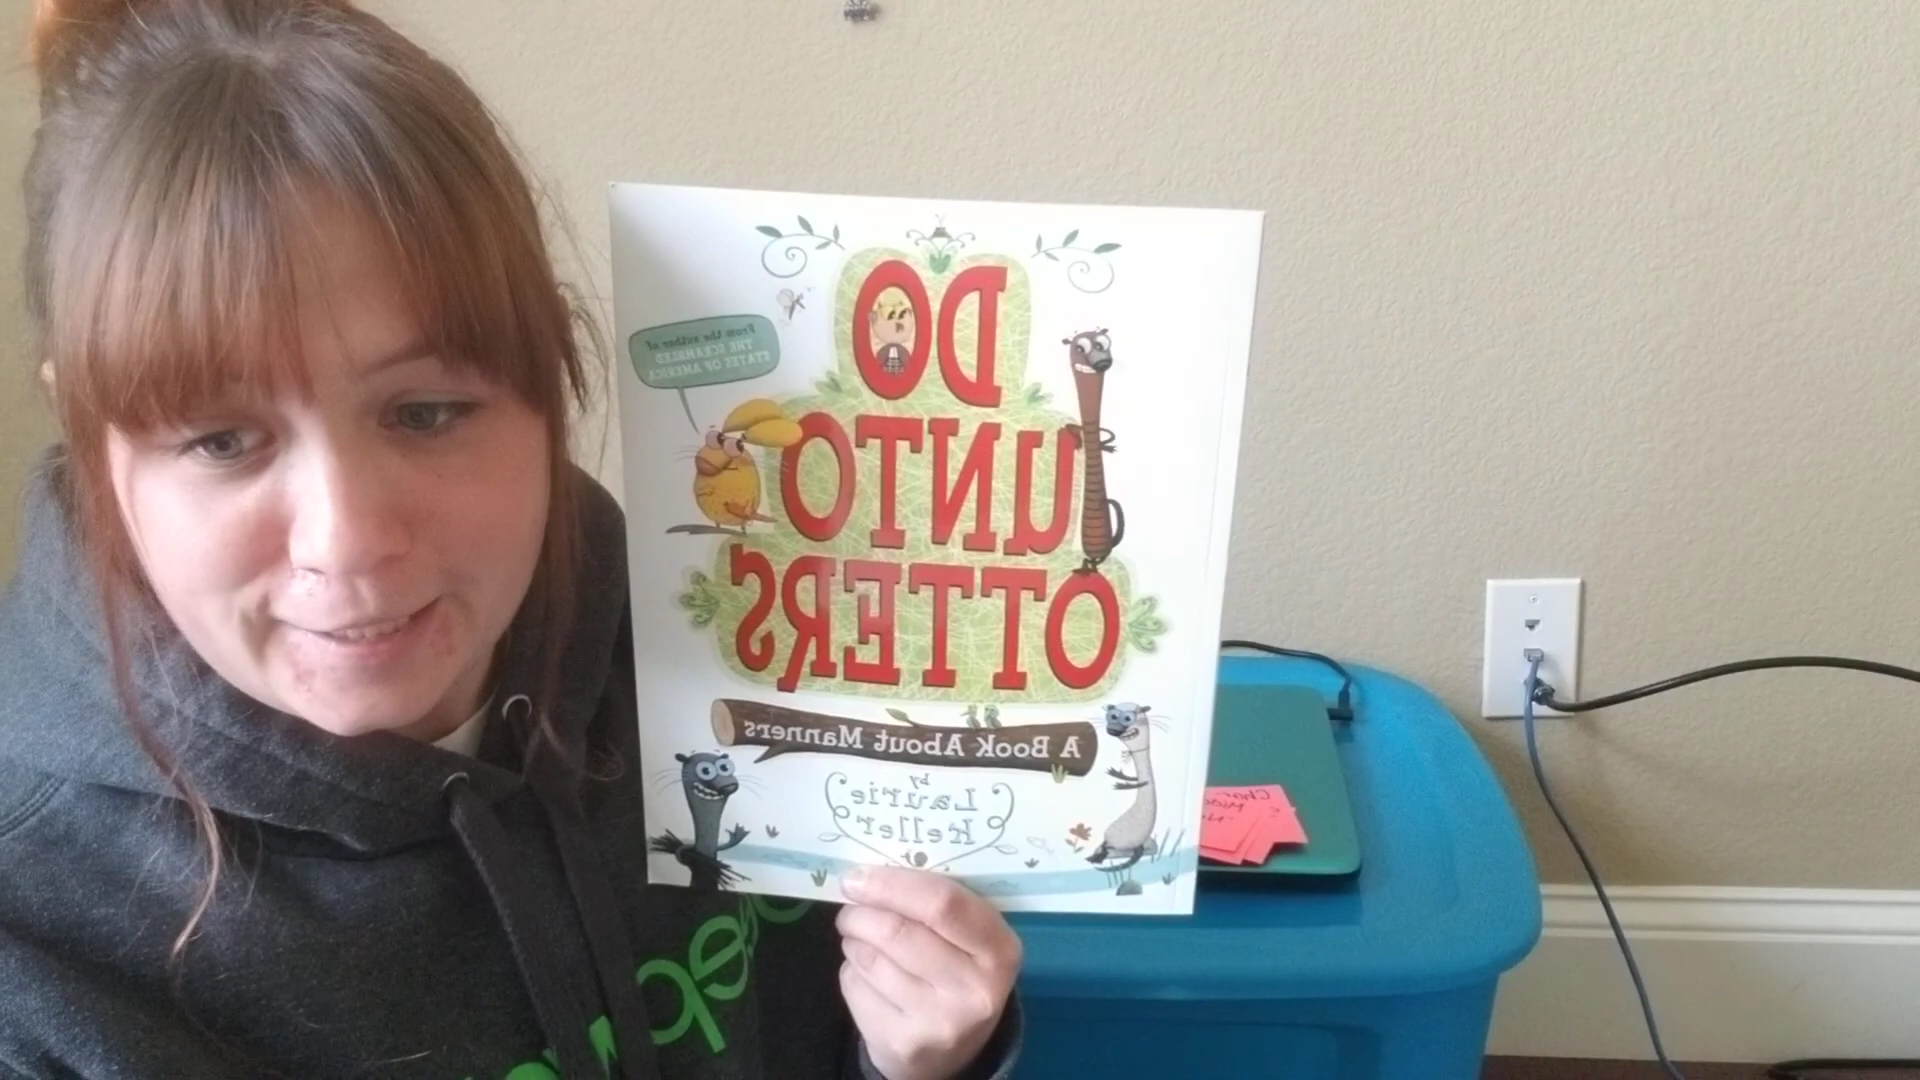 DO
UNTO
OTTERS
From the author of
THE SCRAMBLED
STATES OF AMERICA
A Book About Manners
by
Laurie
Keller